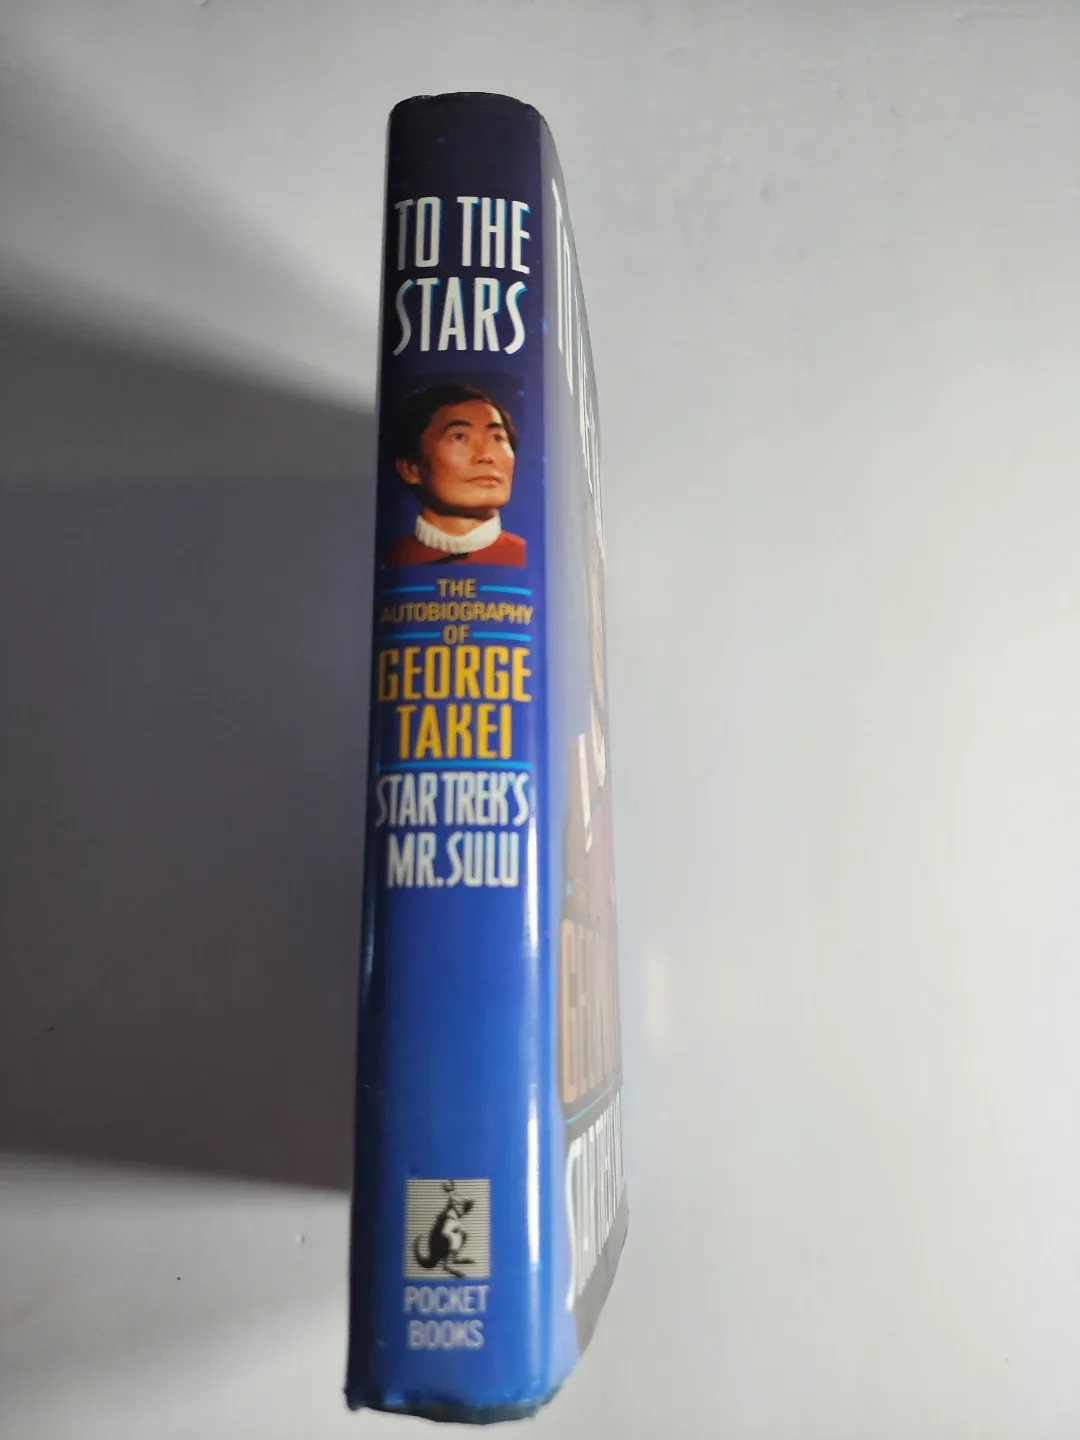 TO THE
STARS
THE
AUTOBIOGRAPHY
OF
GEORGE
TAKEI
STAR TREK'S
MR. SULU
POCKET
BOOKS